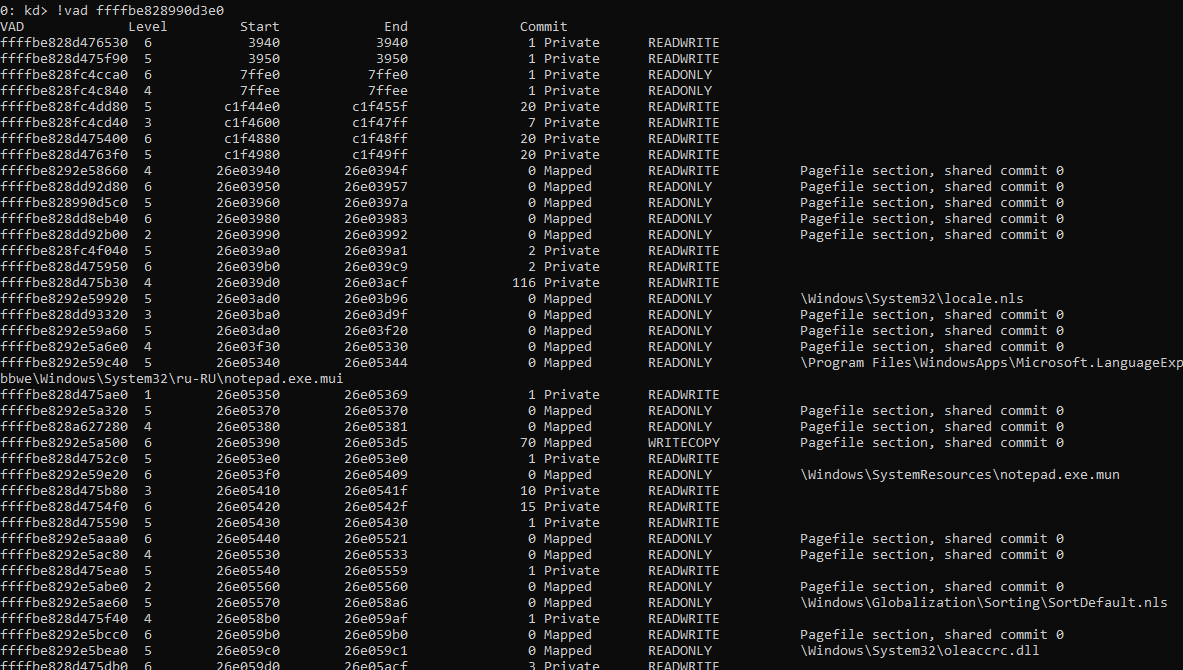 0: kd> !vad ffffbe828990d3e0
VAD Level Start End Commit
ffffbe828d476530 6 3940 3940 1 Private READWRITE
ffffbe828d475f90 5 3950 3950 1 Private READWRITE
ffffbe828fc4cca0 6 7ffe0 7ffe0 1 Private READONLY
ffffbe828fc4c840 4 7ffee 7ffee 1 Private READONLY
ffffbe828fc4dd80 5 c1f44e0 c1f455f 20 Private READWRITE
ffffbe828fc4cd40 3 c1f4600 c1f47ff 7 Private READWRITE
ffffbe828d475400 6 c1f4880 c1f48ff 20 Private READWRITE
ffffbe828d4763f0 5 c1f4980 c1f49ff 20 Private READWRITE
ffffbe8292e58660 4 26e03940 26e0394f 0 Mapped READWRITE Pagefile section, shared commit 0
ffffbe828dd92d80 6 26e03950 26e03957 0 Mapped READONLY Pagefile section, shared commit 0
ffffbe828990d5c0 5 26e03960 26e0397a 0 Mapped READONLY Pagefile section, shared commit 0
ffffbe828dd8eb40 6 26e03980 26e03983 0 Mapped READONLY Pagefile section, shared commit 0
ffffbe828dd92b00 2 26e03990 26e03992 0 Mapped READONLY Pagefile section, shared commit 0
ffffbe828fc4f040 5 26e039a0 26e039a1 2 Private READWRITE
ffffbe828d475950 6 26e039b0 26e039c9 2 Private READWRITE
ffffbe828d475b30 4 26e039d0 26e03acf 116 Private READWRITE
ffffbe8292e59920 5 26e03ad0 26e03b96 0 Mapped READONLY \Windows\System32\locale.nls
ffffbe828dd93320 3 26e03ba0 26e03d9f 0 Mapped READONLY Pagefile section, shared commit 0
ffffbe8292e59a60 5 26e03da0 26e03f20 0 Mapped READONLY Pagefile section, shared commit 0
ffffbe8292e5a6e0 4 26e03f30 26e05330 0 Mapped READONLY Pagefile section, shared commit 0
ffffbe8292e59c40 5 26e05340 26e05344 0 Mapped READONLY \Program Files\WindowsApps\Microsoft.LanguageExp
bbwe\Windows\System32\ru-RU\notepad.exe.mui
ffffbe828d475ae0 1 26e05350 26e05369 1 Private READWRITE
ffffbe8292e5a320 5 26e05370 26e05370 0 Mapped READONLY Pagefile section, shared commit 0
ffffbe828a627280 4 26e05380 26e05381 0 Mapped READONLY Pagefile section, shared commit 0
ffffbe8292e5a500 6 26e05390 26e053d5 70 Mapped WRITECOPY Pagefile section, shared commit 0
ffffbe828d4752c0 5 26e053e0 26e053e0 1 Private READWRITE
ffffbe8292e59e20 6 26e053f0 26e05409 0 Mapped READONLY \Windows\SystemResources\notepad.exe.mun
ffffbe828d475b80 3 26e05410 26e0541f 10 Private READWRITE
ffffbe828d4754f0 6 26e05420 26e0542f 15 Private READWRITE
ffffbe828d475590 5 26e05430 26e05430 1 Private READWRITE
ffffbe8292e5aaa0 6 26e05440 26e05521 0 Mapped READONLY Pagefile section, shared commit 0
ffffbe8292e5ac80 4 26e05530 26e05533 0 Mapped READONLY Pagefile section, shared commit 0
ffffbe828d475ea0 5 26e05540 26e05559 1 Private READWRITE
ffffbe8292e5abe0 2 26e05560 26e05560 0 Mapped READONLY Pagefile section, shared commit 0
ffffbe8292e5ae60 5 26e05570 26e058a6 0 Mapped READONLY \Windows\Globalization\Sorting\SortDefault.nls
ffffbe828d475f40 4 26e058b0 26e059af 1 Private READWRITE
ffffbe8292e5bcc0 6 26e059b0 26e059b0 0 Mapped READONLY Pagefile section, shared commit 0
ffffbe8292e5bea0 5 26e059c0 26e059c1 0 Mapped READONLY \Windows\System32\oleaccrc.dll
ffffbe828d475db0 6 26e059d0 26e05acf 3 Private READWRITE